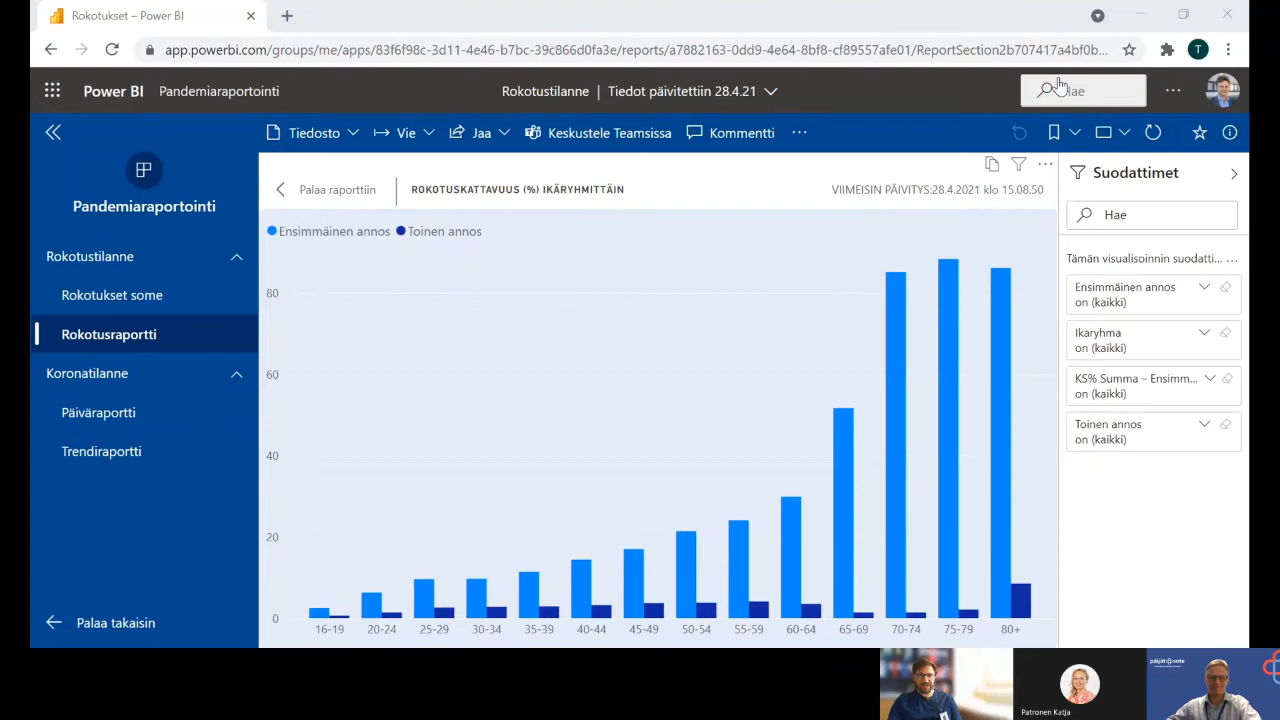 Rokotukset – Power BI
app.powerbi.com/groups/me/apps/83f6f98c-3d11-4e46-b7bc-39c866d0fa3e/reports/a7882163-0dd9-4e64-8bf8-cf89557afe01/ReportSection2b707417a4bf0b...
T
Power BI Pandemiaraportointi
Rokotustilanne | Tiedot päivitettiin 28.4.21
Hae
Tiedosto Vie Jaa Keskustele Teamsissa Kommentti
Pandemiaraportointi
Rokotustilanne
Rokotukset some
Rokotusraportti
Koronatilanne
Päiväraportti
Trendiraportti
Palaa takaisin
Palaa raporttiin
ROKOTUSKATTAVUUS (%) IKÄRYHMITTÄIN
VIIMEISIN PÄIVITYS:28.4.2021 klo 15.08.50
Ensimmäinen annos Toinen annos
80
60
40
20
0
16-19 20-24 25-29 30-34 35-39 40-44 45-49 50-54 55-59 60-64 65-69 70-74 75-79 80+
Suodattimet
Hae
Tämän visualisoinnin suodatti...
Ensimmäinen annos
on (kaikki)
Ikaryhma
on (kaikki)
KS% Summa – Ensimm...
on (kaikki)
Toinen annos
on (kaikki)
Patronen Katja
päijät sote